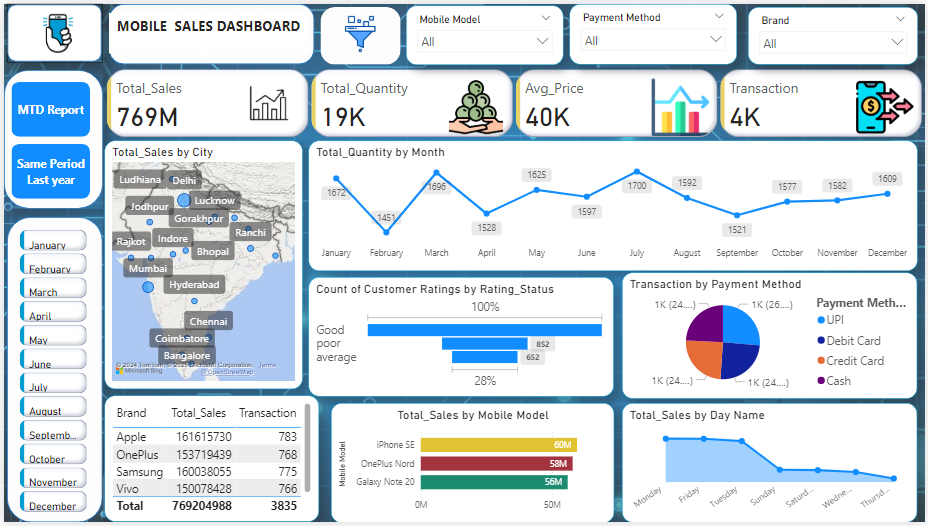 MOBILE SALES DASHBOARD
Mobile Model
All
Payment Method
All
Brand
All
MTD Report
Same Period
Last year
January
February
March
April
May
June
July
August
Septemb...
October
November
December
Total_Sales
769M
Total_Quantity
19K
Avg_Price
40K
Transaction
4K
Total_Sales by City
Ludhiana
Delhi
Jodhpur
Lucknow
Gorakhpur
Rajkot
Indore
Ranchi
Bhopal
Mumbai
Hyderabad
Chennai
Coimbatore
Bangalore
Microsoft Bing
© 2024 TomTom, © 2025 Microsoft Corporation, Terms
© OpenStreetMap
Total_Quantity by Month
1672
1451
1696
1528
1625
1597
1700
1592
1521
1577
1582
1609
January
February
March
April
May
June
July
August
September
October
November
December
Count of Customer Ratings by Rating_Status
100%
Good
poor
852
average
652
28%
Transaction by Payment Method
1K (24....)
1K (26....)
1K (24....)
1K (24....)
Payment Meth...
UPI
Debit Card
Credit Card
Cash
Brand Total_Sales Transaction
Apple 161615730 783
OnePlus 153719439 768
Samsung 160038055 775
Vivo 150078428 766
Total 769204988 3835
Total_Sales by Mobile Model
Mobile Model
iPhone SE 60M
OnePlus Nord 58M
Galaxy Note 20 56M
0M 50M
Total_Sales by Day Name
Monday
Friday
Tuesday
Sunday
Saturd...
Wedne...
Thursd...